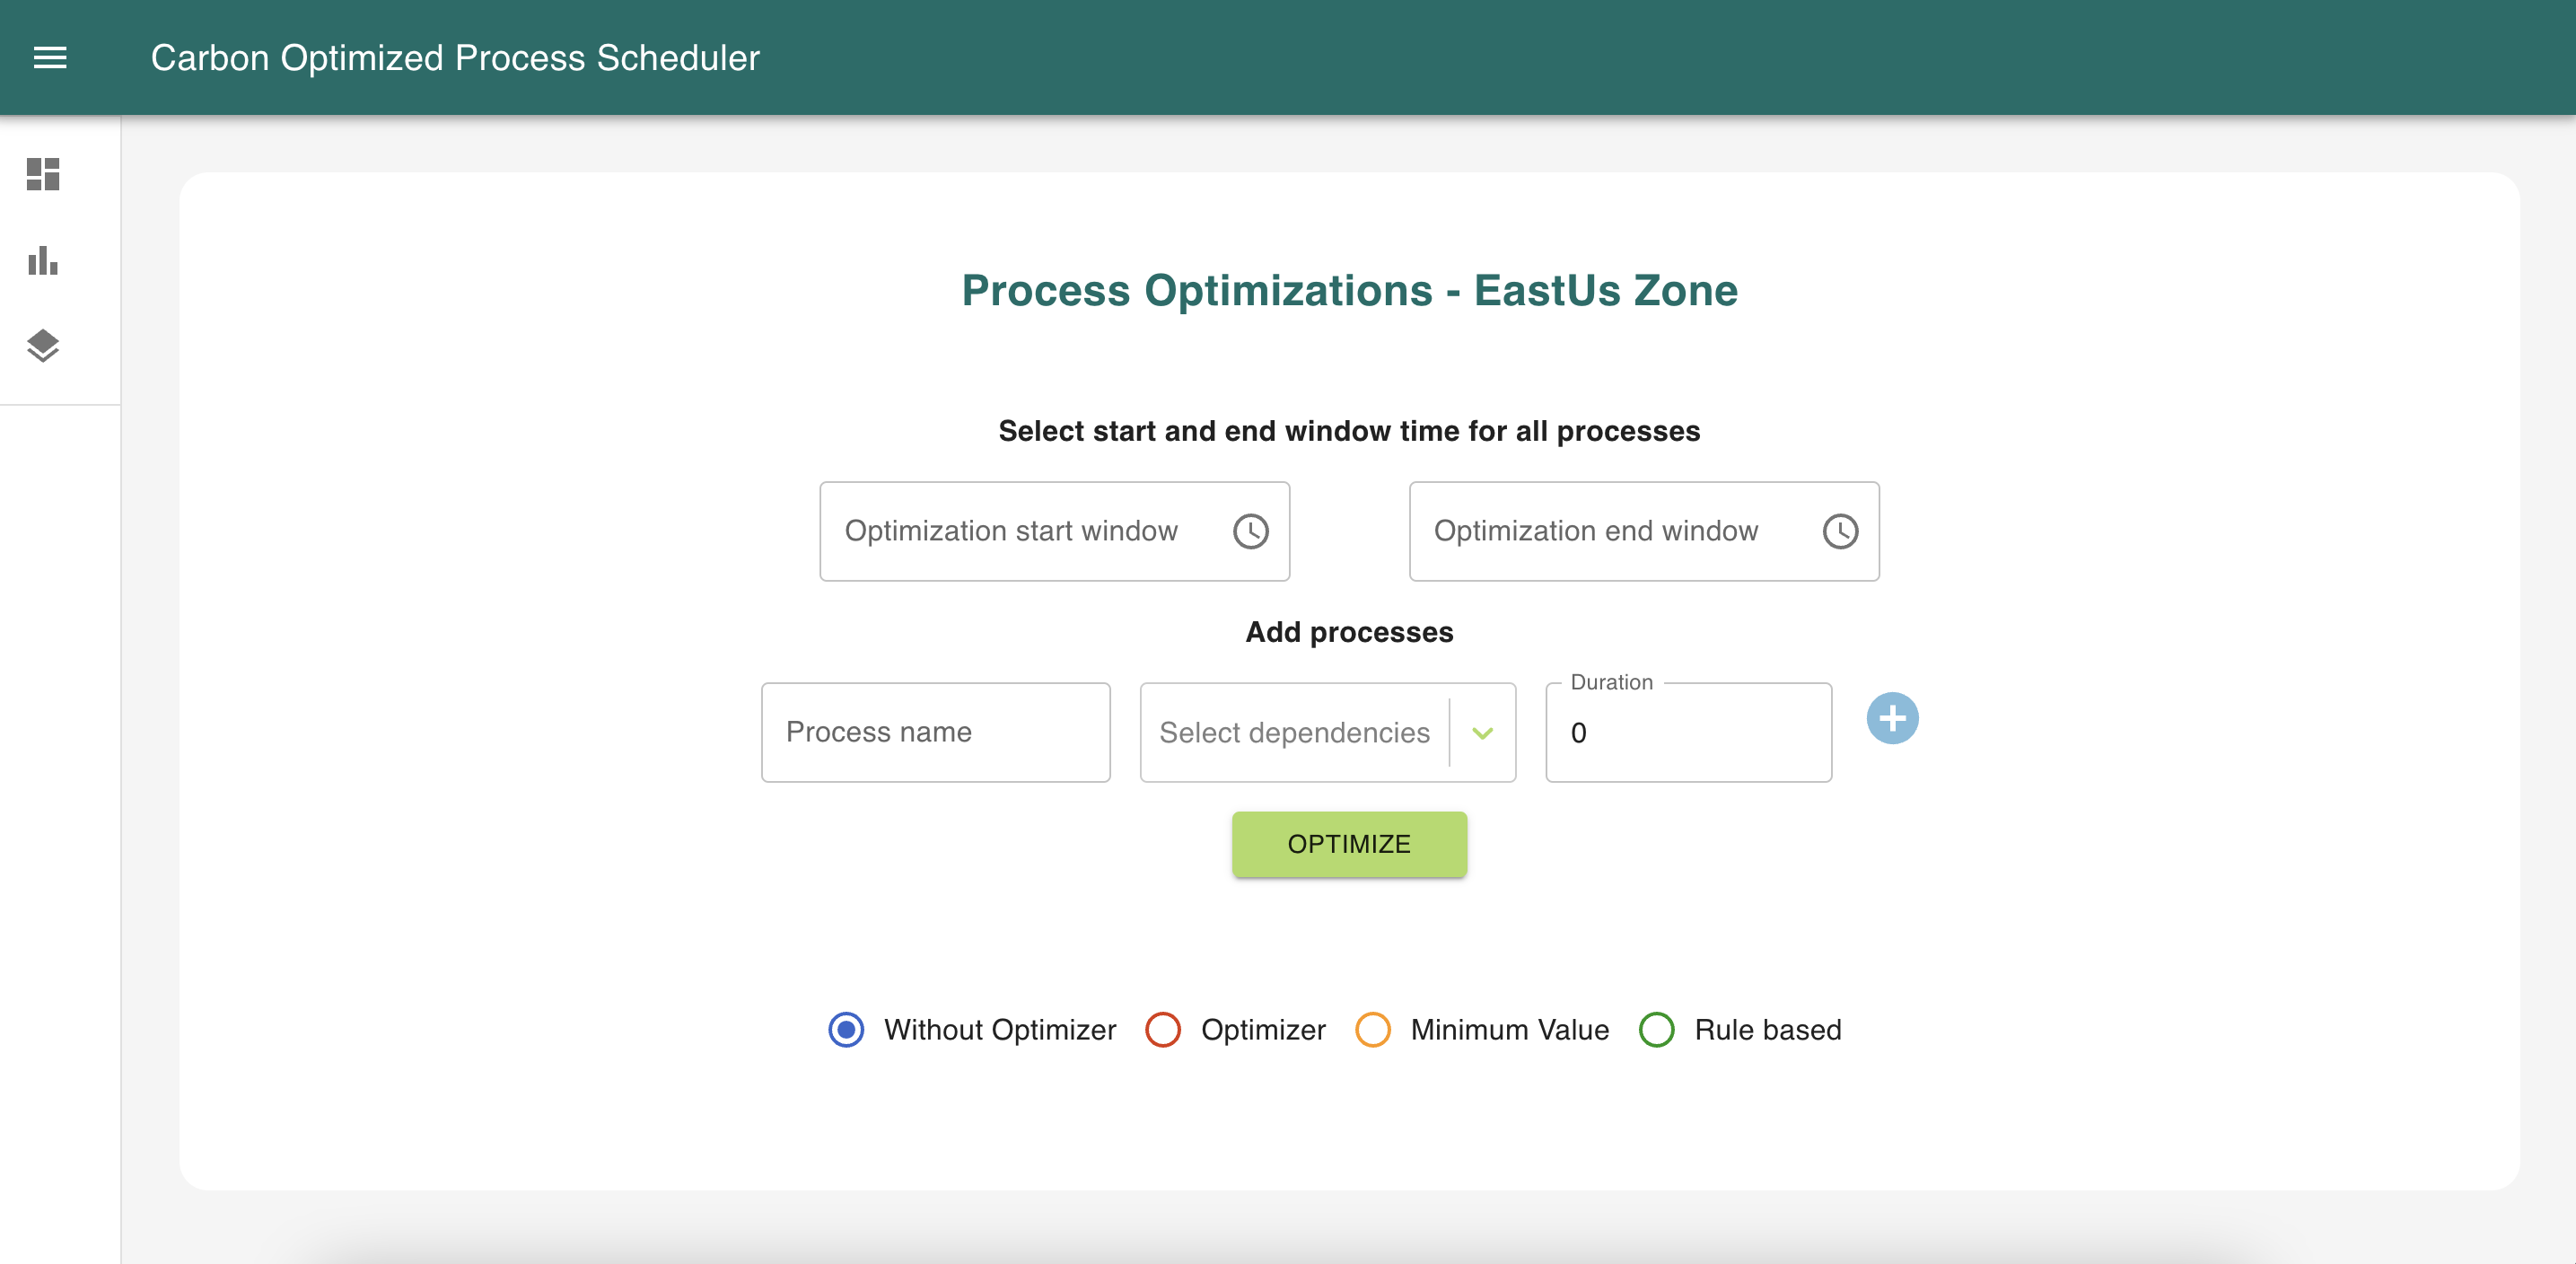 Carbon Optimized Process Scheduler
Process Optimizations - EastUs Zone
Select start and end window time for all processes
Optimization start window
Optimization end window
Add processes
Process name
Select dependencies
Duration
0
OPTIMIZE
Without Optimizer
Optimizer
Minimum Value
Rule based